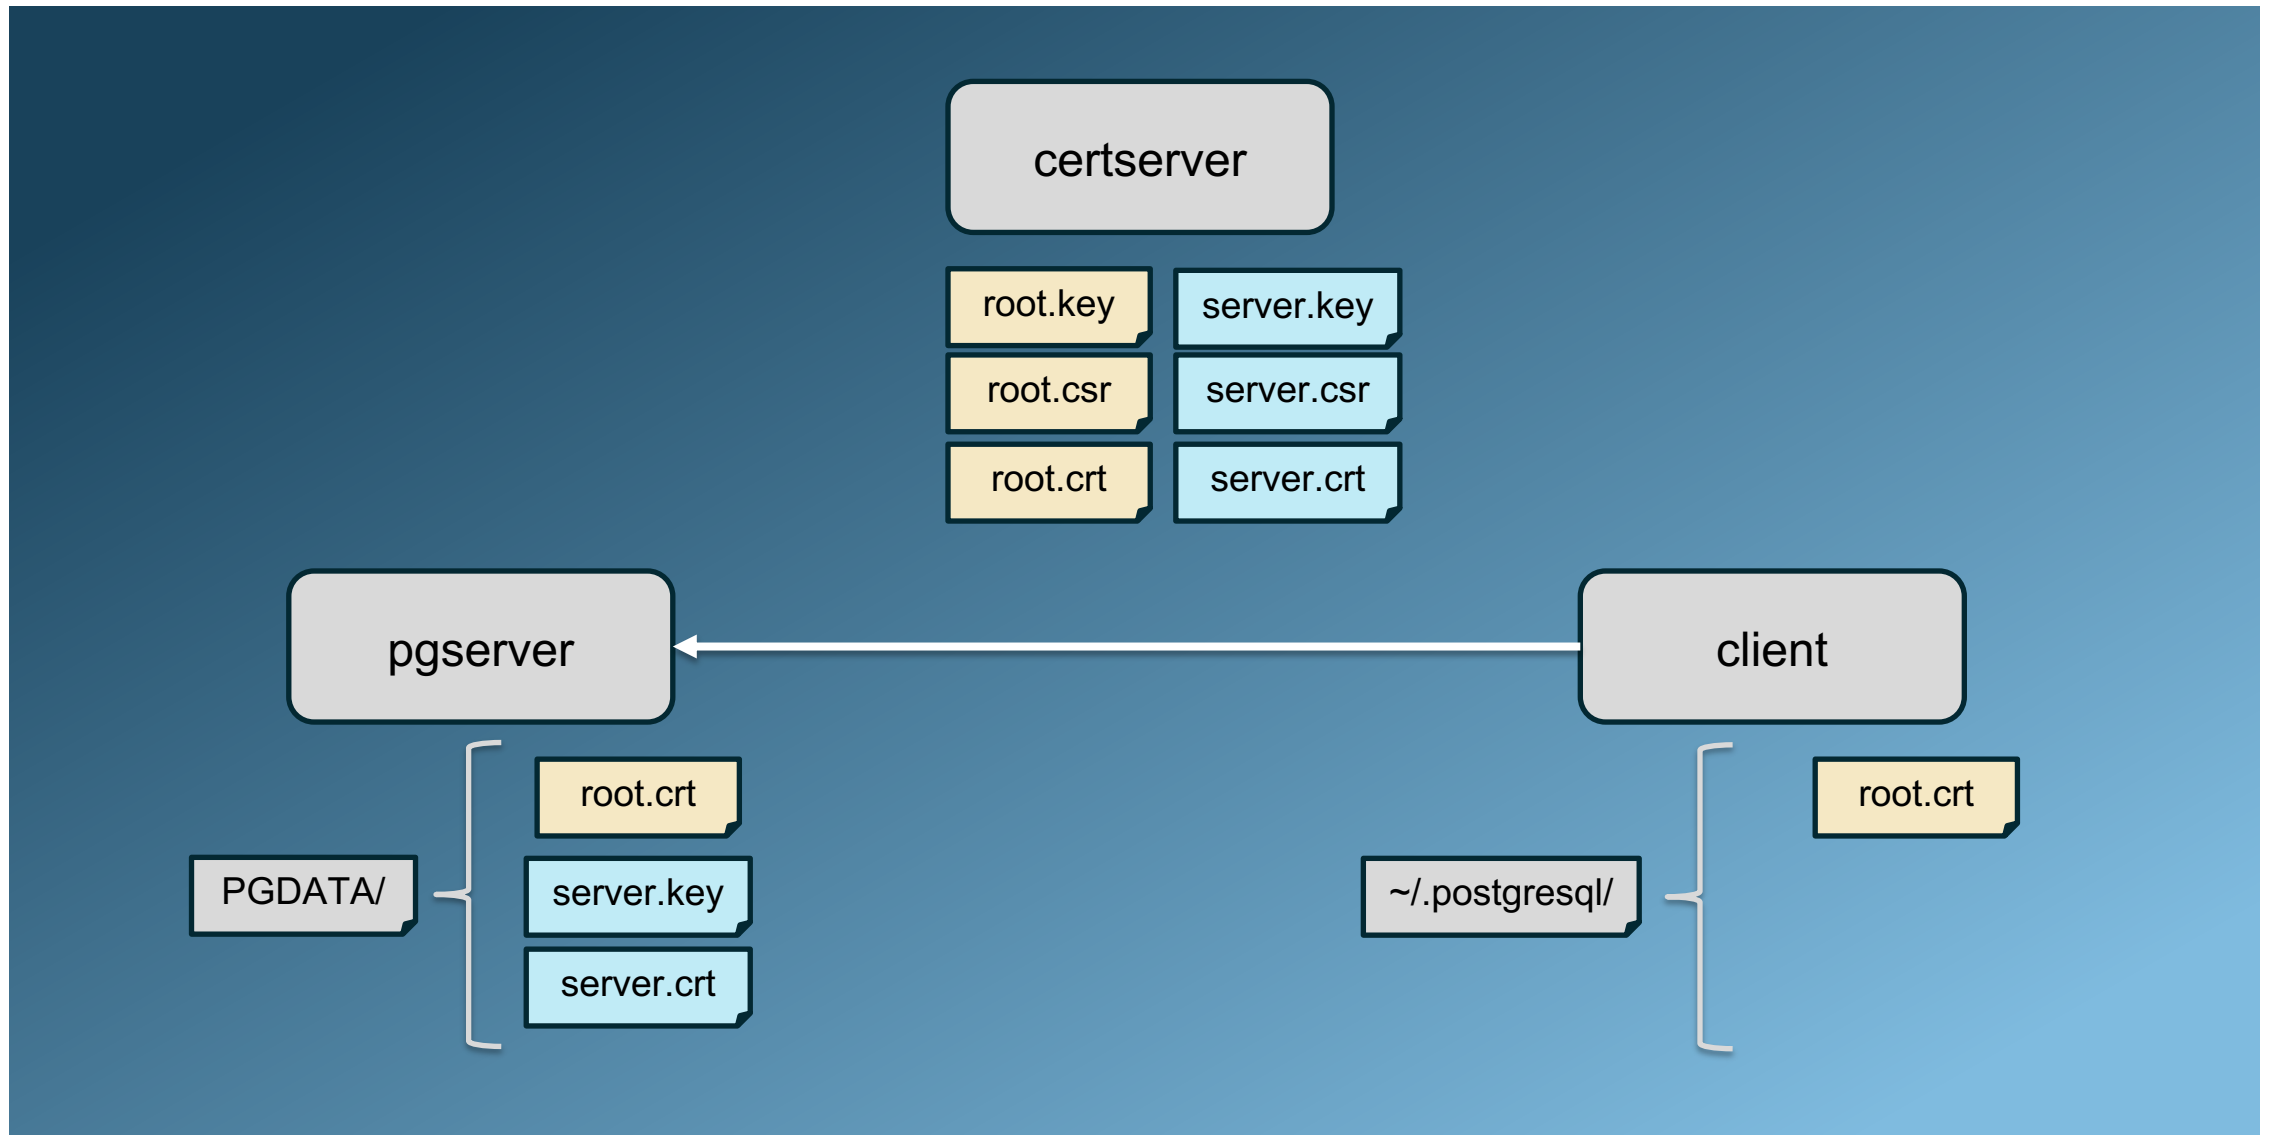 certserver
root.key
server.key
root.csr
server.csr
root.crt
server.crt
pgserver
client
root.crt
root.crt
PGDATA/
server.key
~/.postgresql/
server.crt